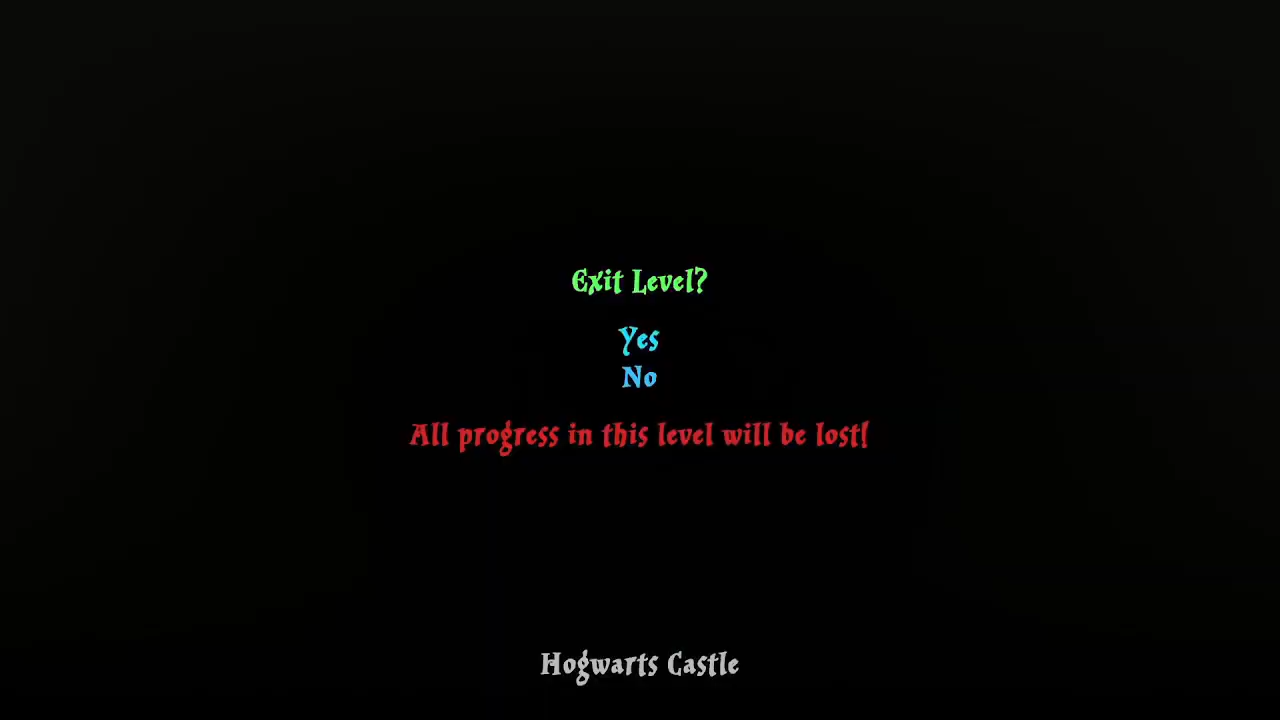 Exit Level?
Yes
No
All progress in this level will be lost!
Hogwarts Castle